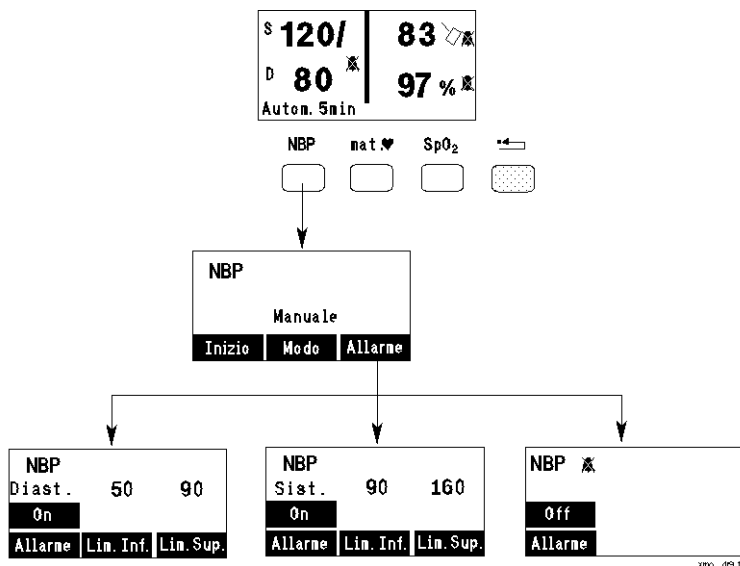 S 120/ 83
D 80 97 %
Autom. 5min
NBP mat.♥ SpO₂
NBP
Manuale
Inizio Modo Allarme
NBP
Diast. 50 90
On
Allarme Lim. Inf. Lim. Sup.
NBP
Sist. 90 160
On
Allarme Lim. Inf. Lim. Sup.
NBP
Off
Allarme